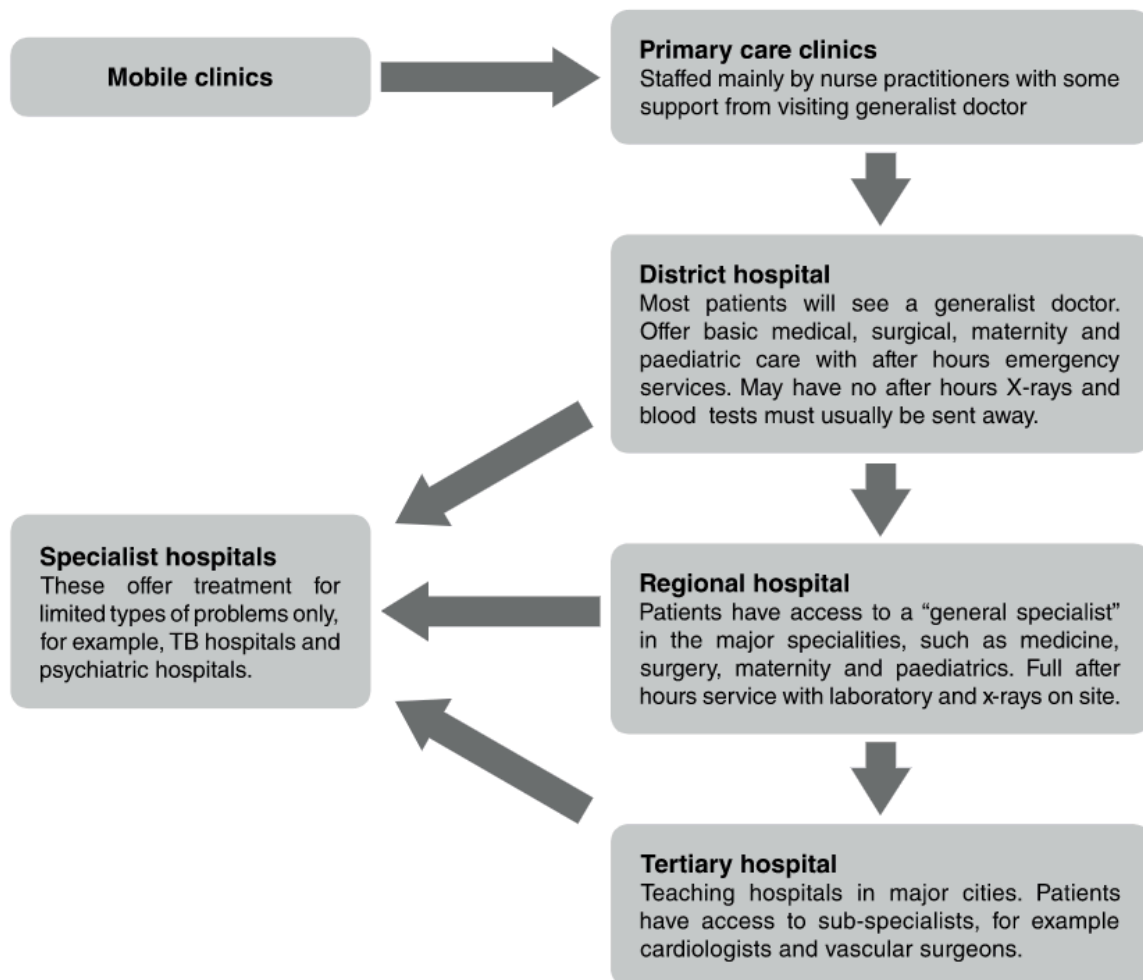 Mobile clinics
Primary care clinics
Staffed mainly by nurse practitioners with some
support from visiting generalist doctor
District hospital
Most patients will see a generalist doctor.
Offer basic medical, surgical, maternity and
paediatric care with after hours emergency
services. May have no after hours X-rays and
blood tests must usually be sent away.
Specialist hospitals
These offer treatment for
limited types of problems only,
for example, TB hospitals and
psychiatric hospitals.
Regional hospital
Patients have access to a “general specialist”
in the major specialities, such as medicine,
surgery, maternity and paediatrics. Full after
hours service with laboratory and x-rays on site.
Tertiary hospital
Teaching hospitals in major cities. Patients
have access to sub-specialists, for example
cardiologists and vascular surgeons.